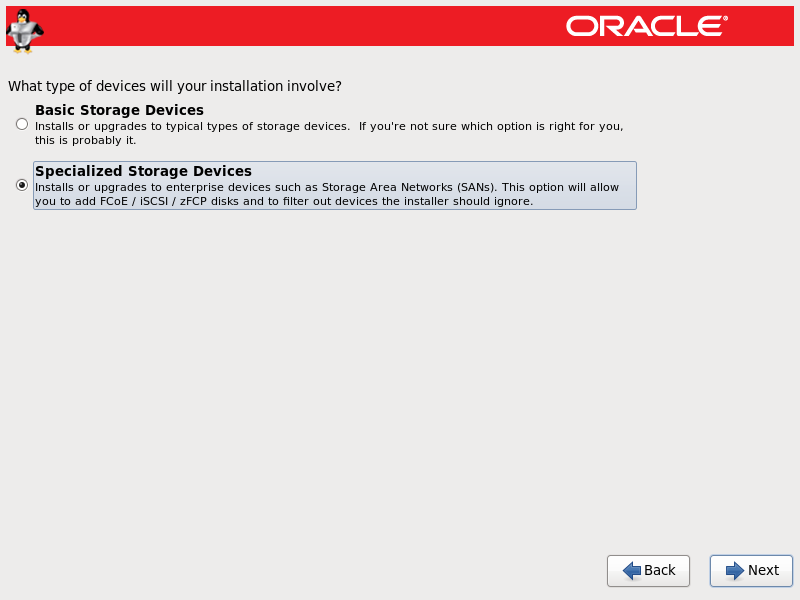 ORACLE®
What type of devices will your installation involve?
Basic Storage Devices
Installs or upgrades to typical types of storage devices.  If you're not sure which option is right for you,
this is probably it.
Specialized Storage Devices
Installs or upgrades to enterprise devices such as Storage Area Networks (SANs). This option will allow
you to add FCoE / iSCSI / zFCP disks and to filter out devices the installer should ignore.
Back
Next